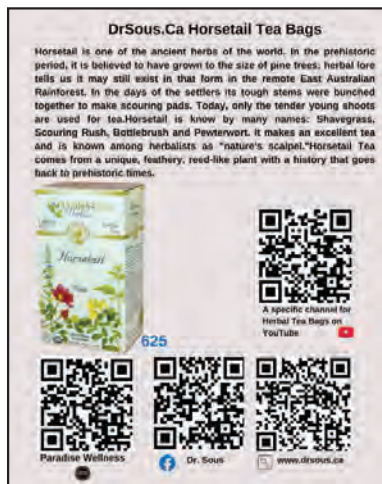 DrSous.Ca Horsetail Tea Bags
Horsetail is one of the ancient herbs of the world. In the prehistoric
period, it is believed to have grown to the size of pine trees; herbal lore
tells us it may still exist in that form in the remote East Australian
Rainforest. In the days of the settlers its tough stems were bunched
together to make scouring pads. Today, only the tender young shoots
are used for tea.Horsetail is know by many names: Shavegrass,
Scouring Rush, Bottlebrush and Pewterwort. It makes an excellent tea
and is known among herbalists as "nature's scalpel."Horsetail Tea
comes from a unique, feathery, reed-like plant with a history that goes
back to prehistoric times.
Horsetail
625
A specific channel for
Herbal Tea Bags on
YouTube
Paradise Wellness
Dr. Sous
www.drsous.ca